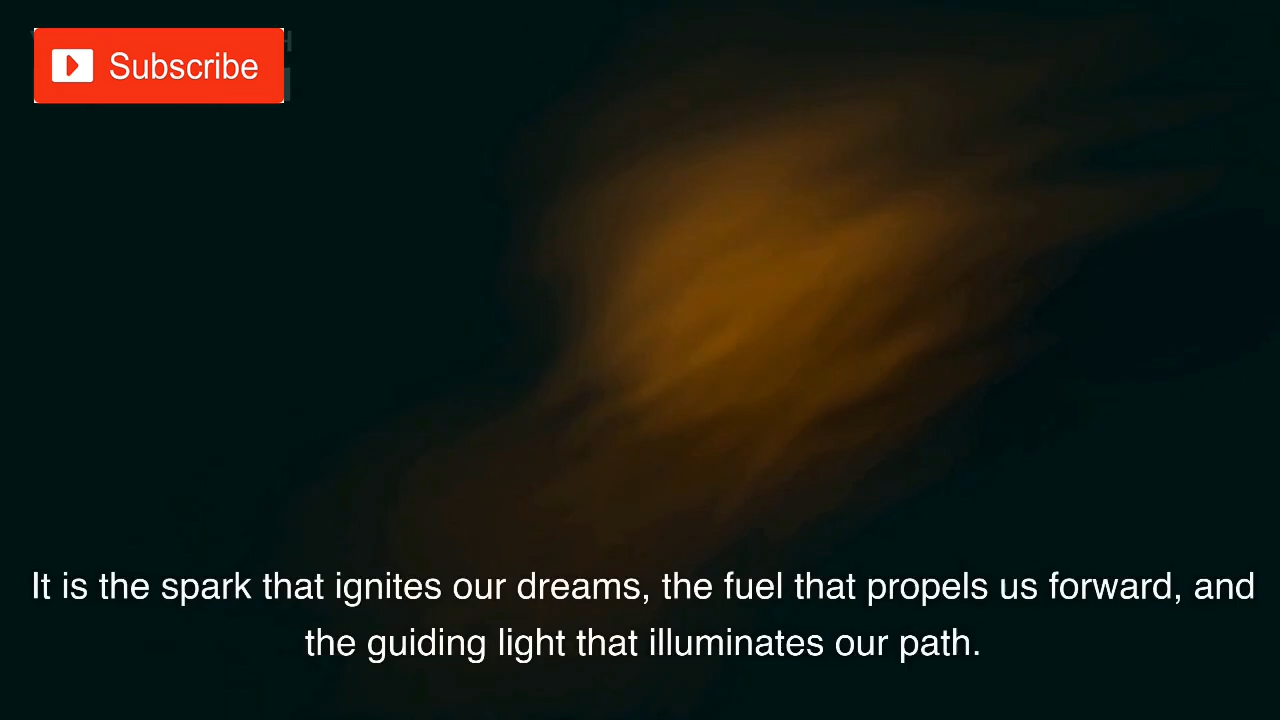 Subscribe
It is the spark that ignites our dreams, the fuel that propels us forward, and
the guiding light that illuminates our path.